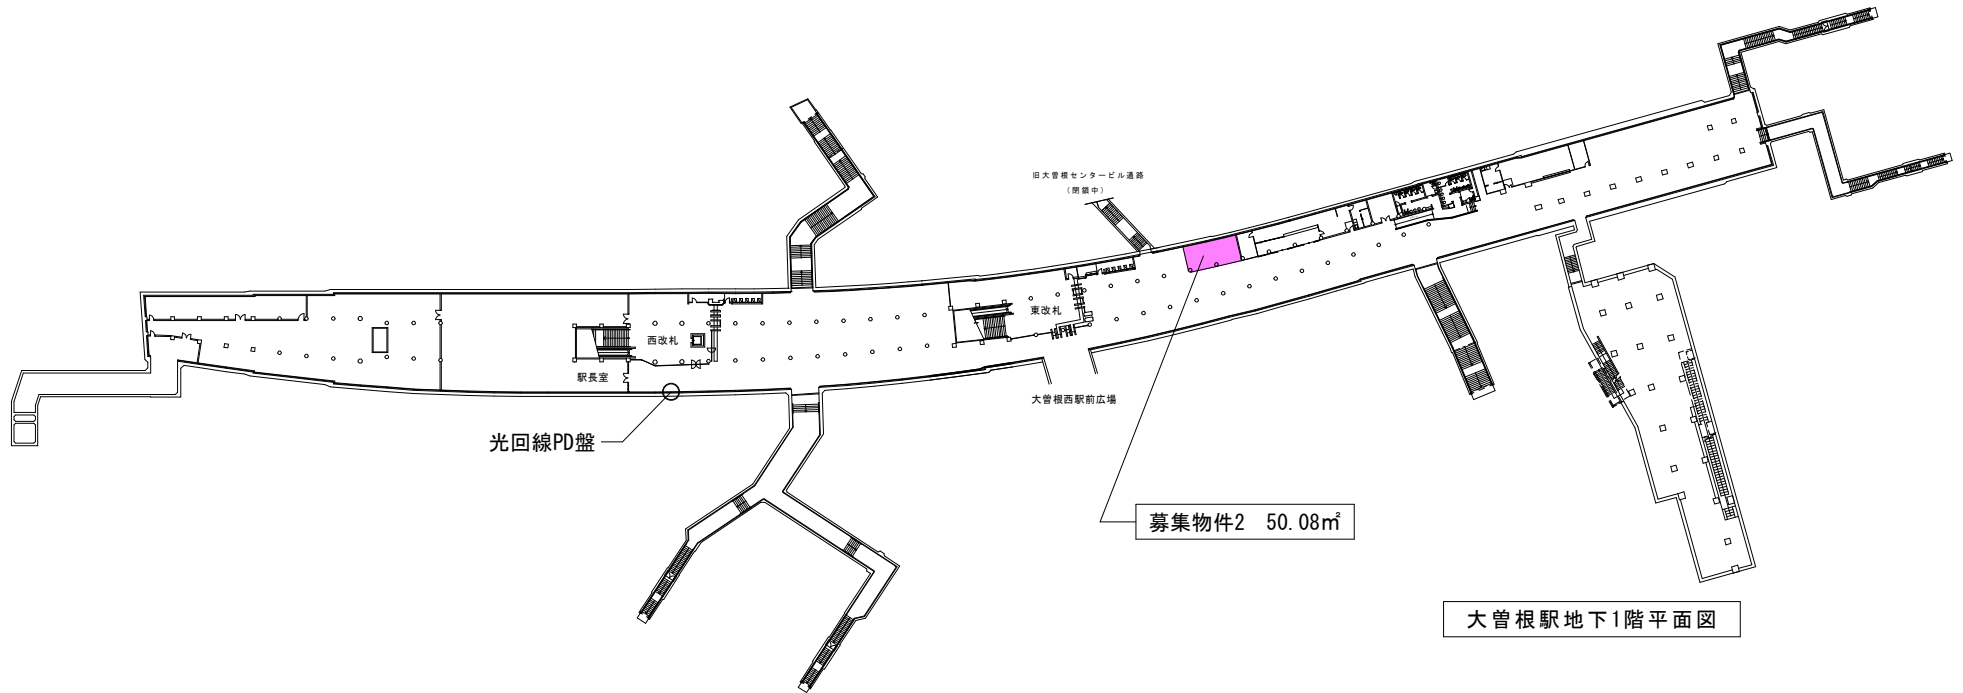 旧大曽根センタービル通路
(閉鎖中)
東改札
西改札
駅長室
大曽根西駅前広場
光回線PD盤
募集物件2 50.08㎡
大曽根駅地下1階平面図